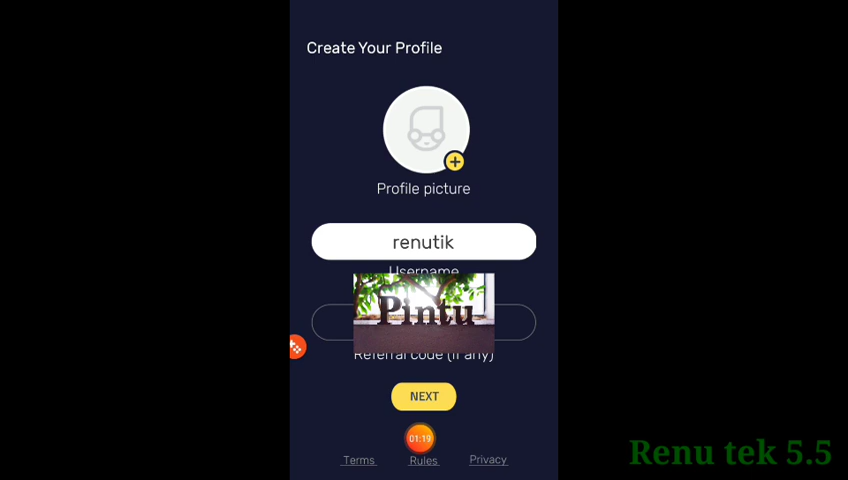 Create Your Profile
Profile picture
renutik
Username
Pintu
Referral code (if any)
NEXT
01:19
Terms Rules Privacy
Renu tek 5.5